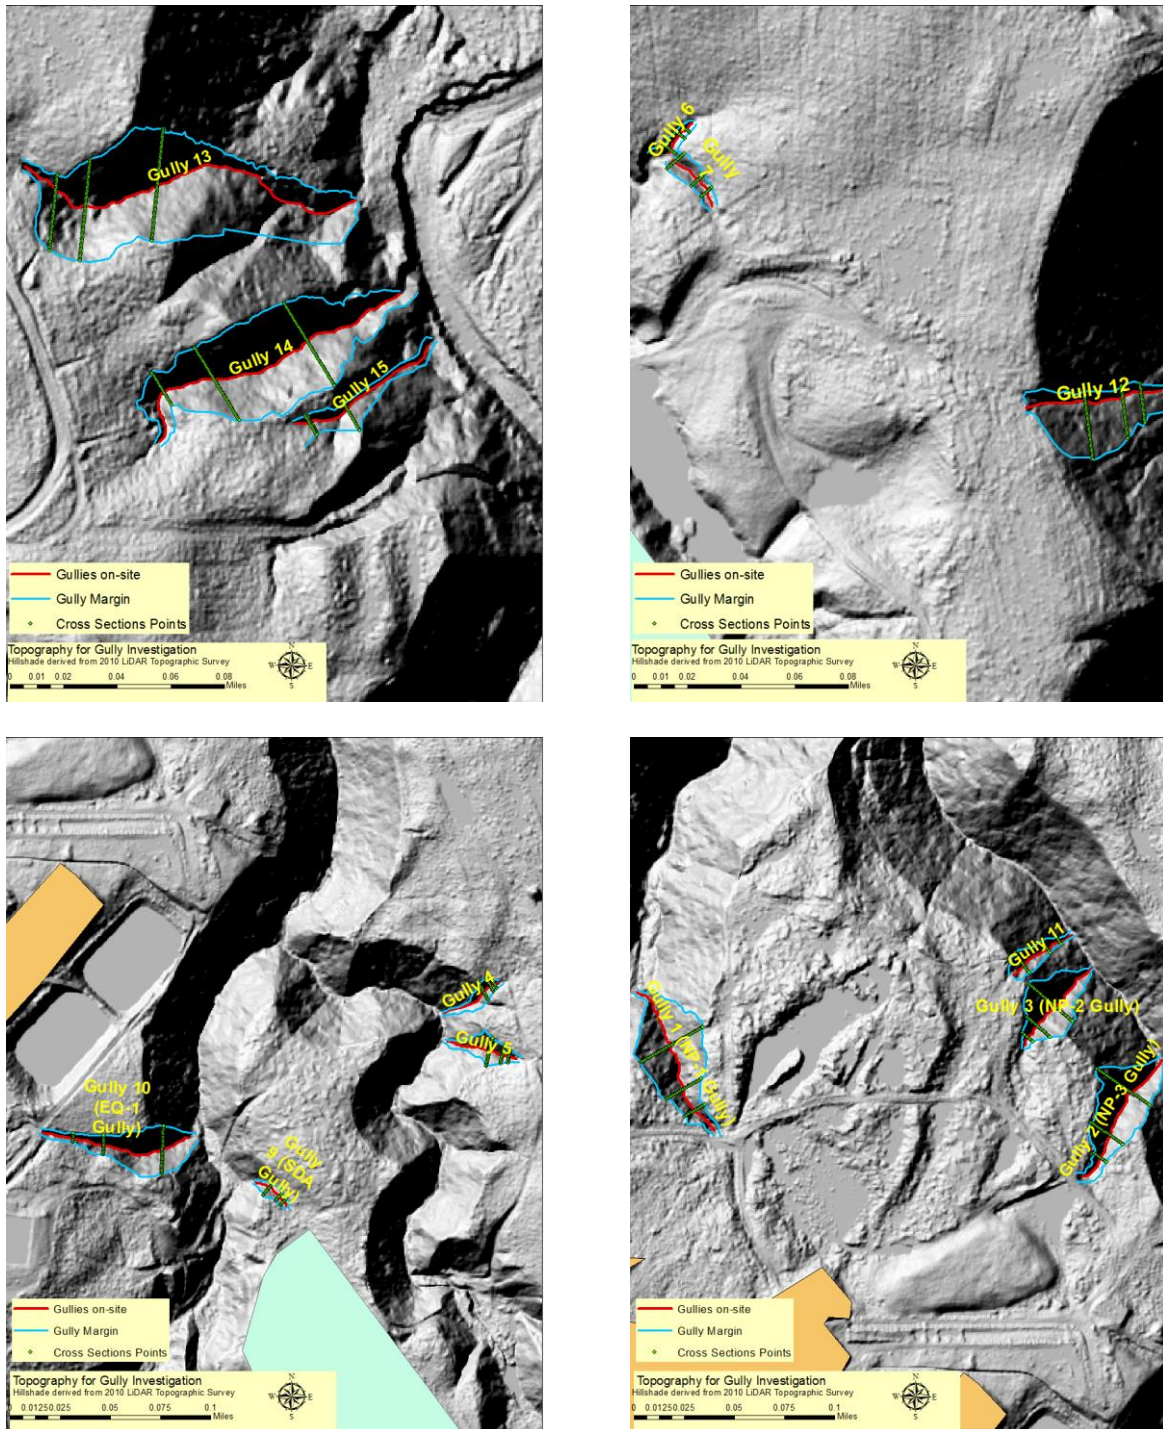 Gully 13
Gully 14
Gully 15
Gullies on-site
Gully Margin
Cross Sections Points
Topography for Gully Investigation
Hillshade derived from 2010 LiDAR Topographic Survey
N
W E
S
0 0.01 0.02 0.04 0.06 0.08
Miles
Gully 6
Gully
7
Gully 12
Gullies on-site
Gully Margin
Cross Sections Points
Topography for Gully Investigation
Hillshade derived from 2010 LiDAR Topographic Survey
N
W E
S
0 0.01 0.02 0.04 0.06 0.08
Miles
Gully 4
Gully 5
Gully 10
(EQ-1
Gully)
Gully
9 (SDA
Gully)
Gullies on-site
Gully Margin
Cross Sections Points
Topography for Gully Investigation
Hillshade derived from 2010 LiDAR Topographic Survey
N
W E
S
0 0.01250.025 0.05 0.075 0.1
Miles
Gully 11
Gully 3 (NP-2 Gully)
Gully 1 (NP-1 Gully)
Gully 2 (NP-3 Gully)
Gullies on-site
Gully Margin
Cross Sections Points
Topography for Gully Investigation
Hillshade derived from 2010 LiDAR Topographic Survey
N
W E
S
0 0.01250.025 0.05 0.075 0.1
Miles